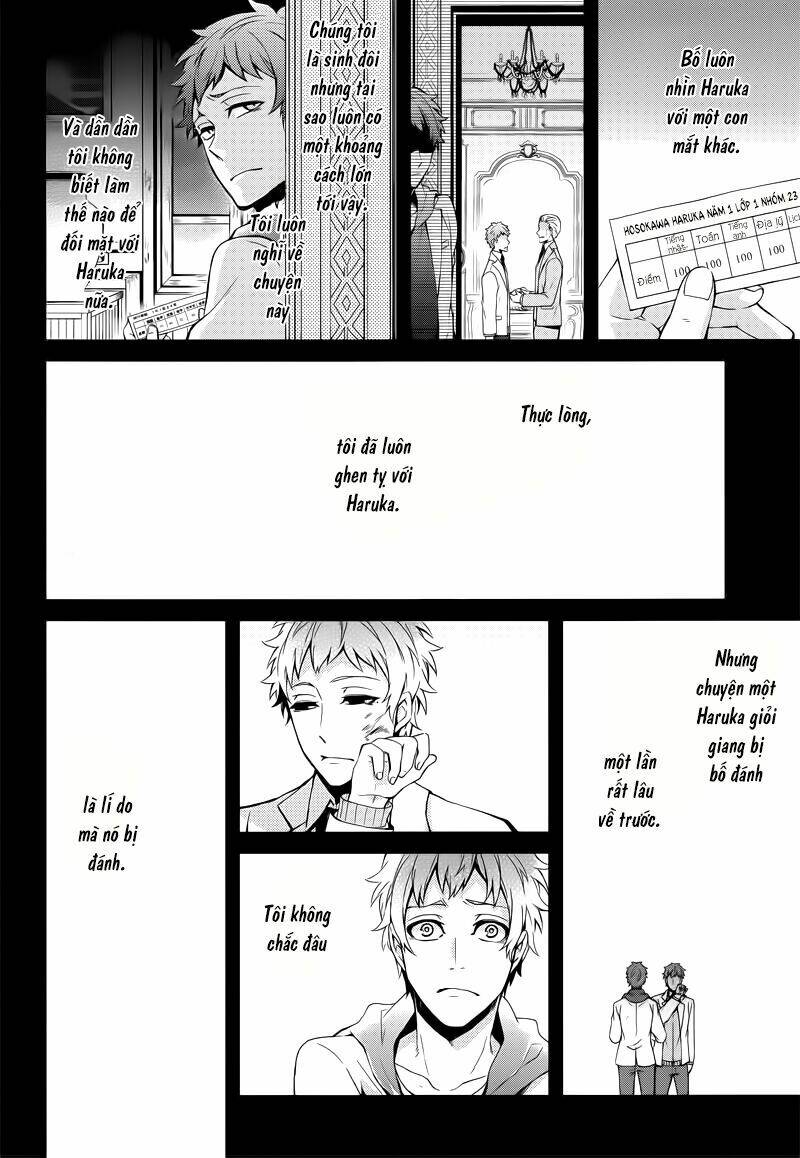 Bố luôn
nhìn Haruka
với một con
mắt khác.
HOSOKAWA HARUKA NĂM 1 LỚP 1 NHÓM 23
Tiếng
nhật
Toán
Tiếng
anh
Địa lý
Lịch
Điểm
100
100
100
100
Chúng tôi
là sinh đôi
nhưng tại
sao luôn có
một khoảng
cách lớn
tới vậy.
Tôi luôn
nghĩ về
chuyện
này
Và dần dần
tôi không
biết làm
thế nào để
đối mặt với
Haruka
nữa.
Thực lòng,
tôi đã luôn
ghen tỵ với
Haruka.
Nhưng
chuyện một
Haruka giỏi
giang bị
bố đánh
một lần
rất lâu
về trước.
Tôi không
chắc đâu
là lí do
mà nó bị
đánh.